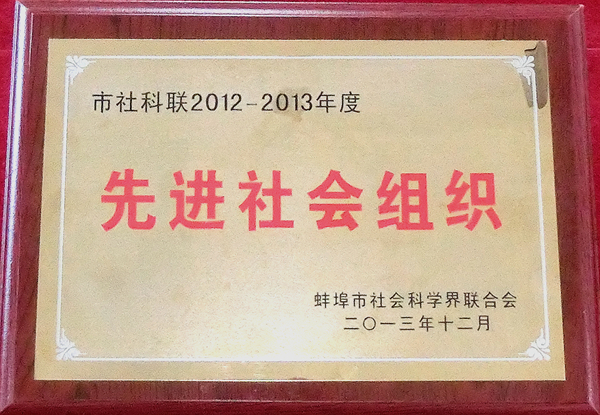 市社科联2012-2013年度
先进社会组织
蚌埠市社会科学界联合会
二〇一三年十二月